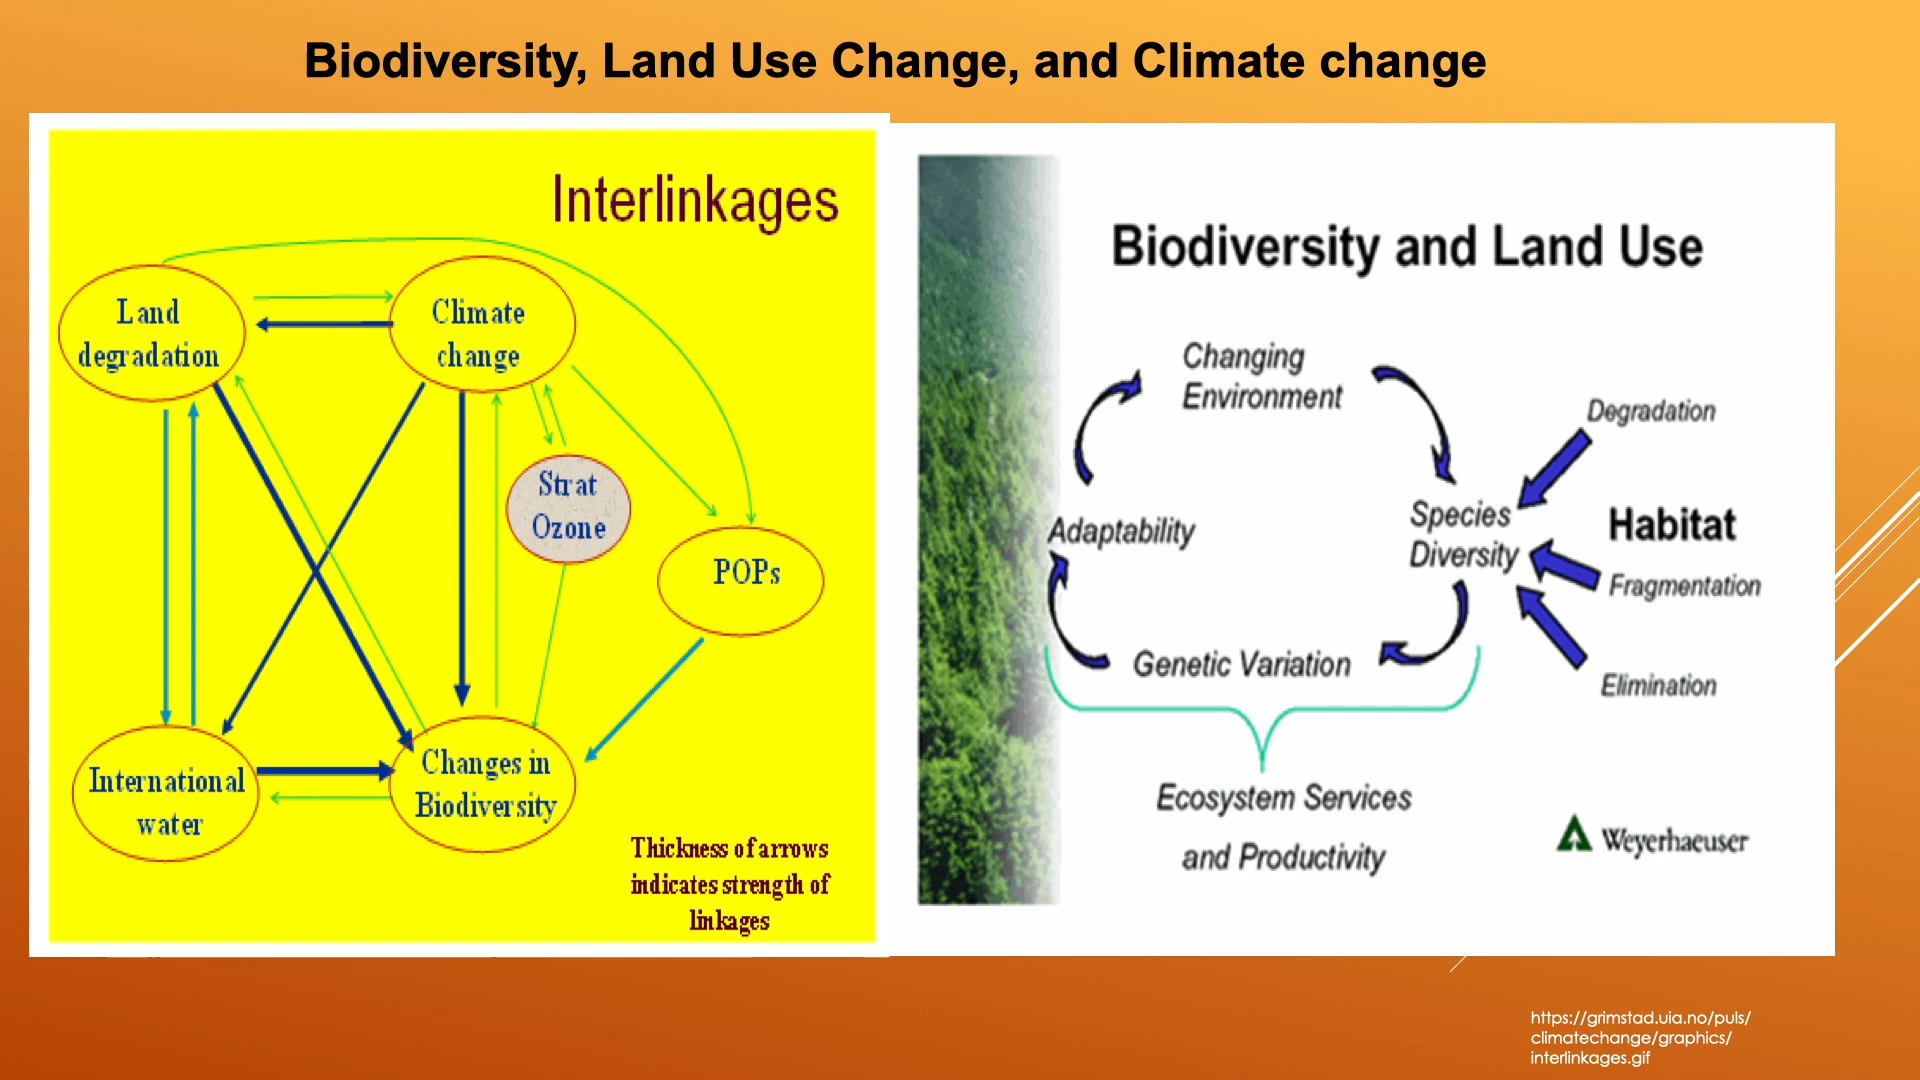 Biodiversity, Land Use Change, and Climate change
Interlinkages
Land
degradation
Climate
change
Strat
Ozone
POPs
International
water
Changes in
Biodiversity
Thickness of arrows
indicates strength of
linkages
Biodiversity and Land Use
Changing
Environment
Degradation
Species
Diversity
Habitat
Adaptability
Fragmentation
Genetic Variation
Elimination
Ecosystem Services
and Productivity
Weyerhaeuser
https://grimstad.uia.no/puls/
climatechange/graphics/
interlinkages.gif